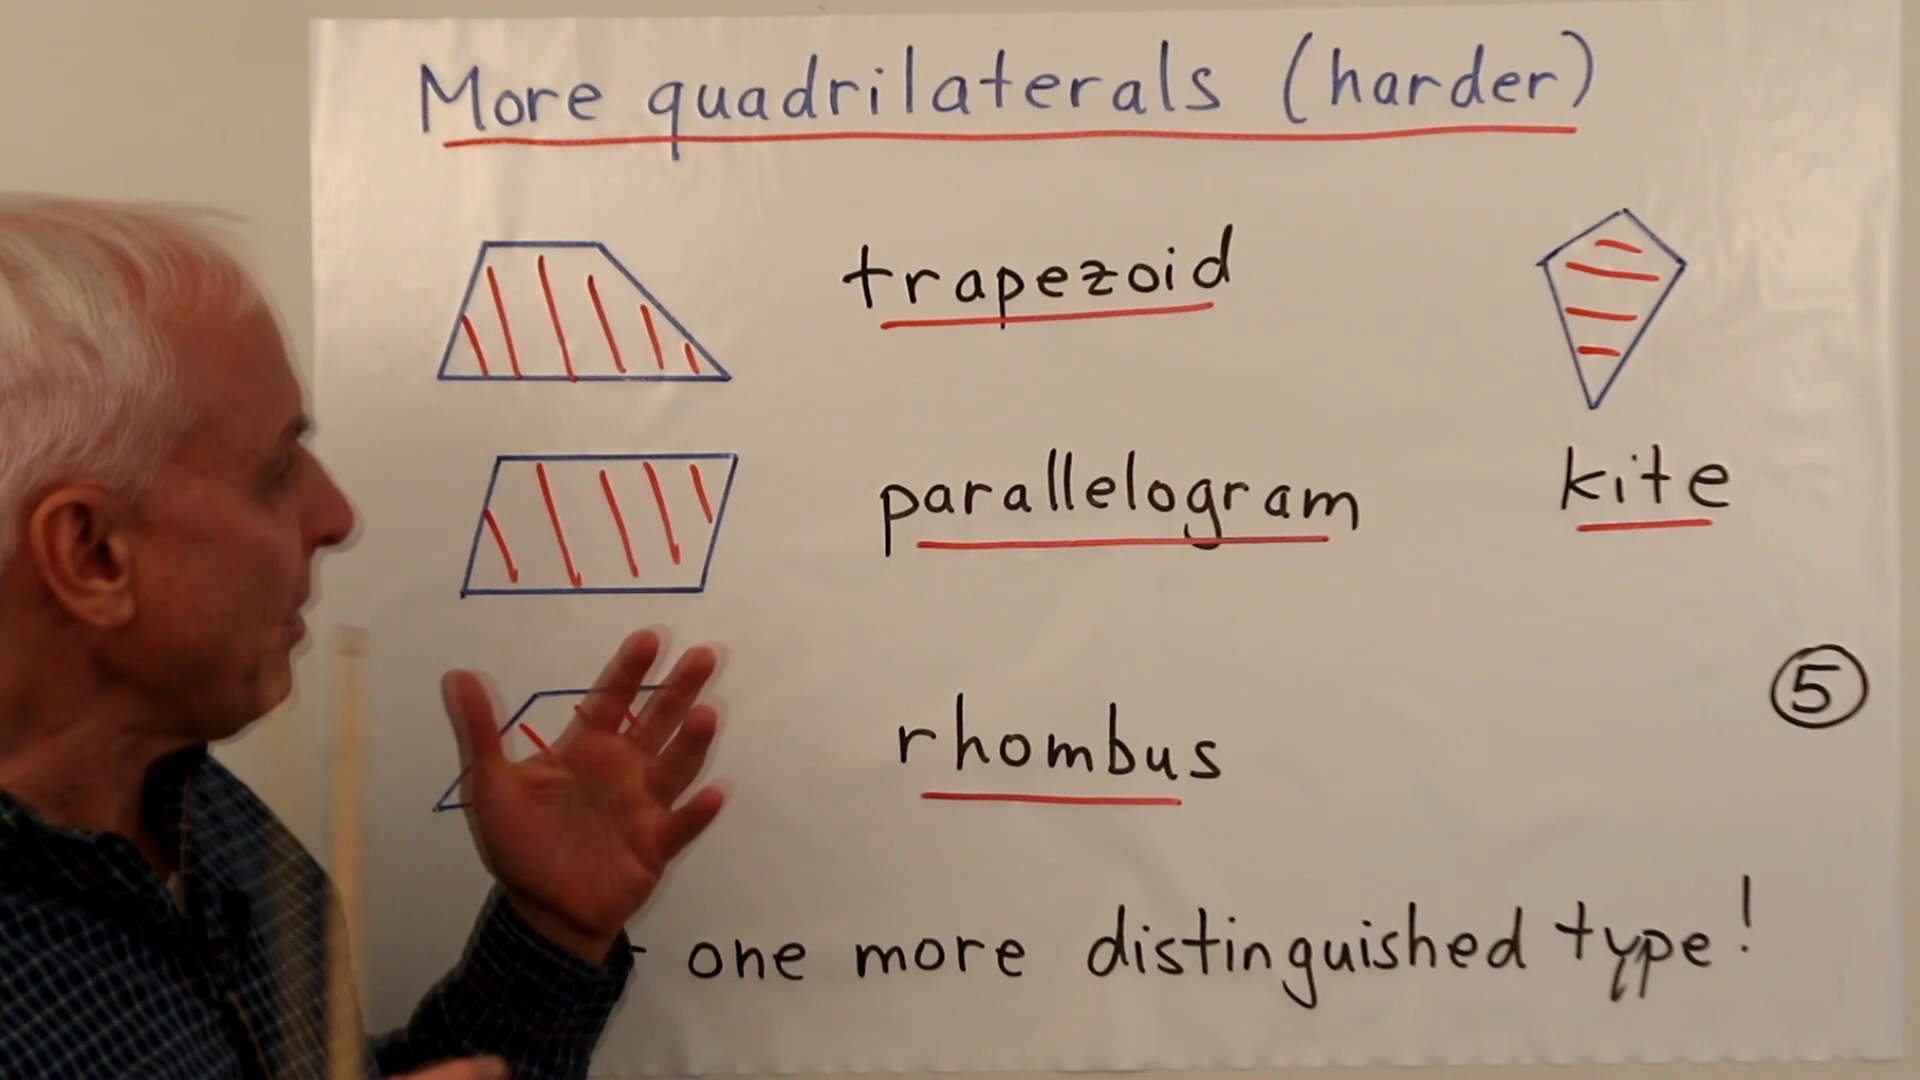 More quadrilaterals (harder)
trapezoid
parallelogram
kite
rhombus
5
- one more distinguished type!